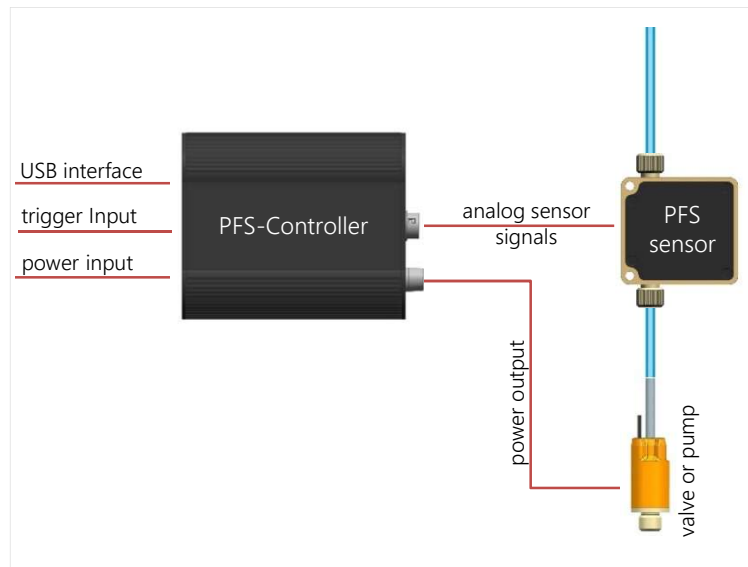 USB interface
trigger Input
power input
PFS-Controller
analog sensor
signals
PFS
sensor
power output
valve or pump